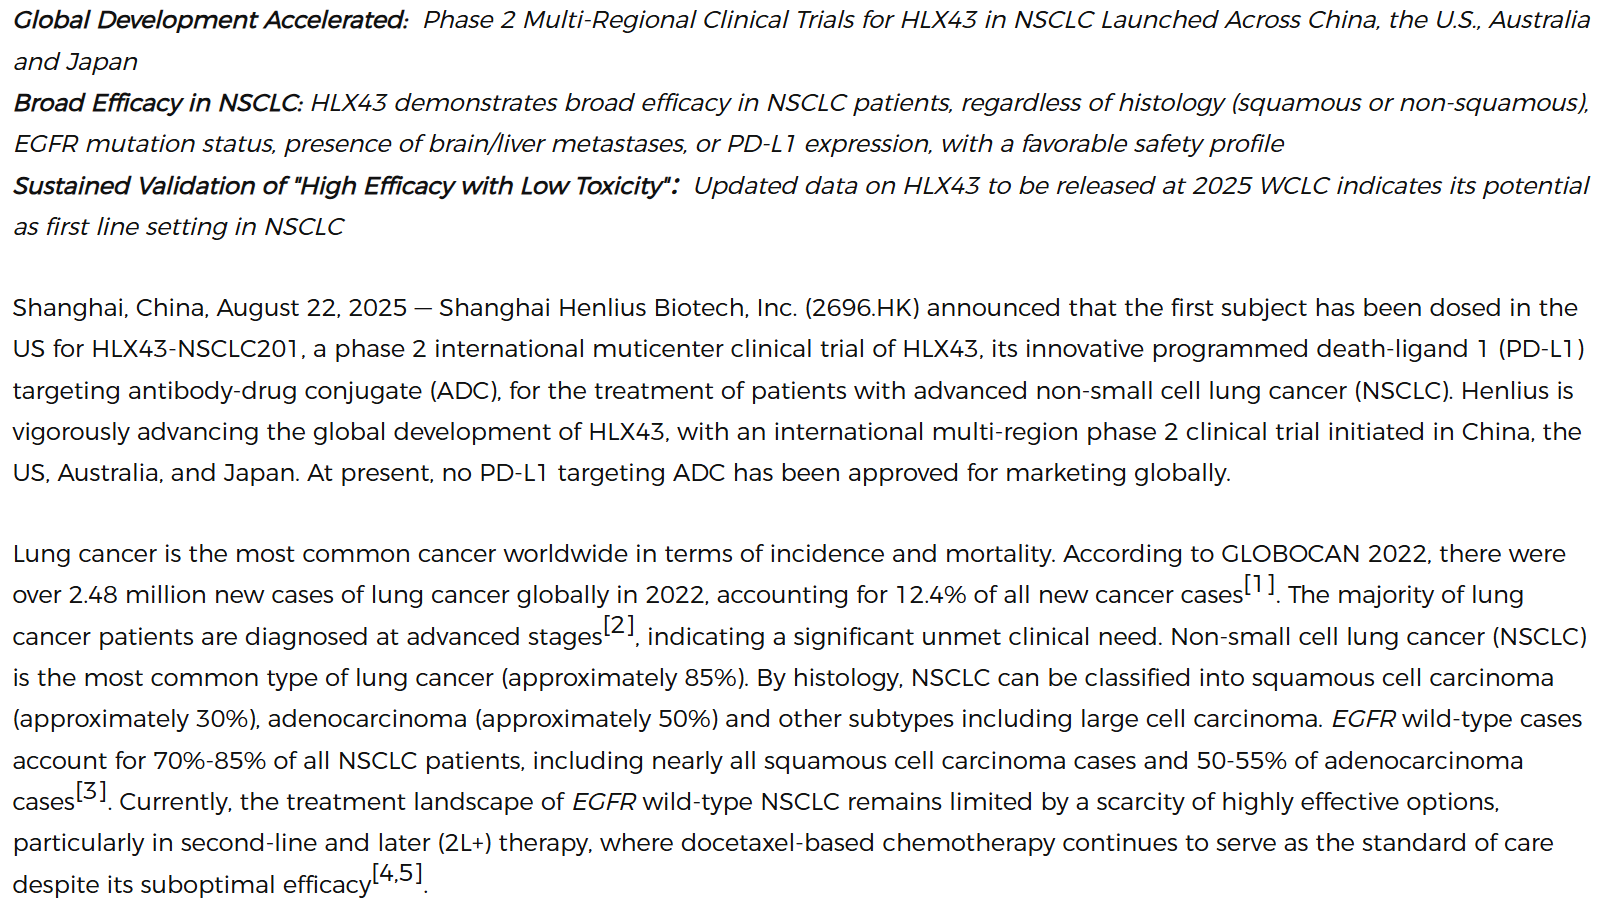 Global Development Accelerated: Phase 2 Multi-Regional Clinical Trials for HLX43 in NSCLC Launched Across China, the U.S., Australia
and Japan
Broad Efficacy in NSCLC: HLX43 demonstrates broad efficacy in NSCLC patients, regardless of histology (squamous or non-squamous),
EGFR mutation status, presence of brain/liver metastases, or PD-L1 expression, with a favorable safety profile
Sustained Validation of "High Efficacy with Low Toxicity": Updated data on HLX43 to be released at 2025 WCLC indicates its potential
as first line setting in NSCLC
Shanghai, China, August 22, 2025 — Shanghai Henlius Biotech, Inc. (2696.HK) announced that the first subject has been dosed in the
US for HLX43-NSCLC201, a phase 2 international muticenter clinical trial of HLX43, its innovative programmed death-ligand 1 (PD-L1)
targeting antibody-drug conjugate (ADC), for the treatment of patients with advanced non-small cell lung cancer (NSCLC). Henlius is
vigorously advancing the global development of HLX43, with an international multi-region phase 2 clinical trial initiated in China, the
US, Australia, and Japan. At present, no PD-L1 targeting ADC has been approved for marketing globally.
Lung cancer is the most common cancer worldwide in terms of incidence and mortality. According to GLOBOCAN 2022, there were
over 2.48 million new cases of lung cancer globally in 2022, accounting for 12.4% of all new cancer cases[1]. The majority of lung
cancer patients are diagnosed at advanced stages[2], indicating a significant unmet clinical need. Non-small cell lung cancer (NSCLC)
is the most common type of lung cancer (approximately 85%). By histology, NSCLC can be classified into squamous cell carcinoma
(approximately 30%), adenocarcinoma (approximately 50%) and other subtypes including large cell carcinoma. EGFR wild-type cases
account for 70%-85% of all NSCLC patients, including nearly all squamous cell carcinoma cases and 50-55% of adenocarcinoma
cases[3]. Currently, the treatment landscape of EGFR wild-type NSCLC remains limited by a scarcity of highly effective options,
particularly in second-line and later (2L+) therapy, where docetaxel-based chemotherapy continues to serve as the standard of care
despite its suboptimal efficacy[4,5].